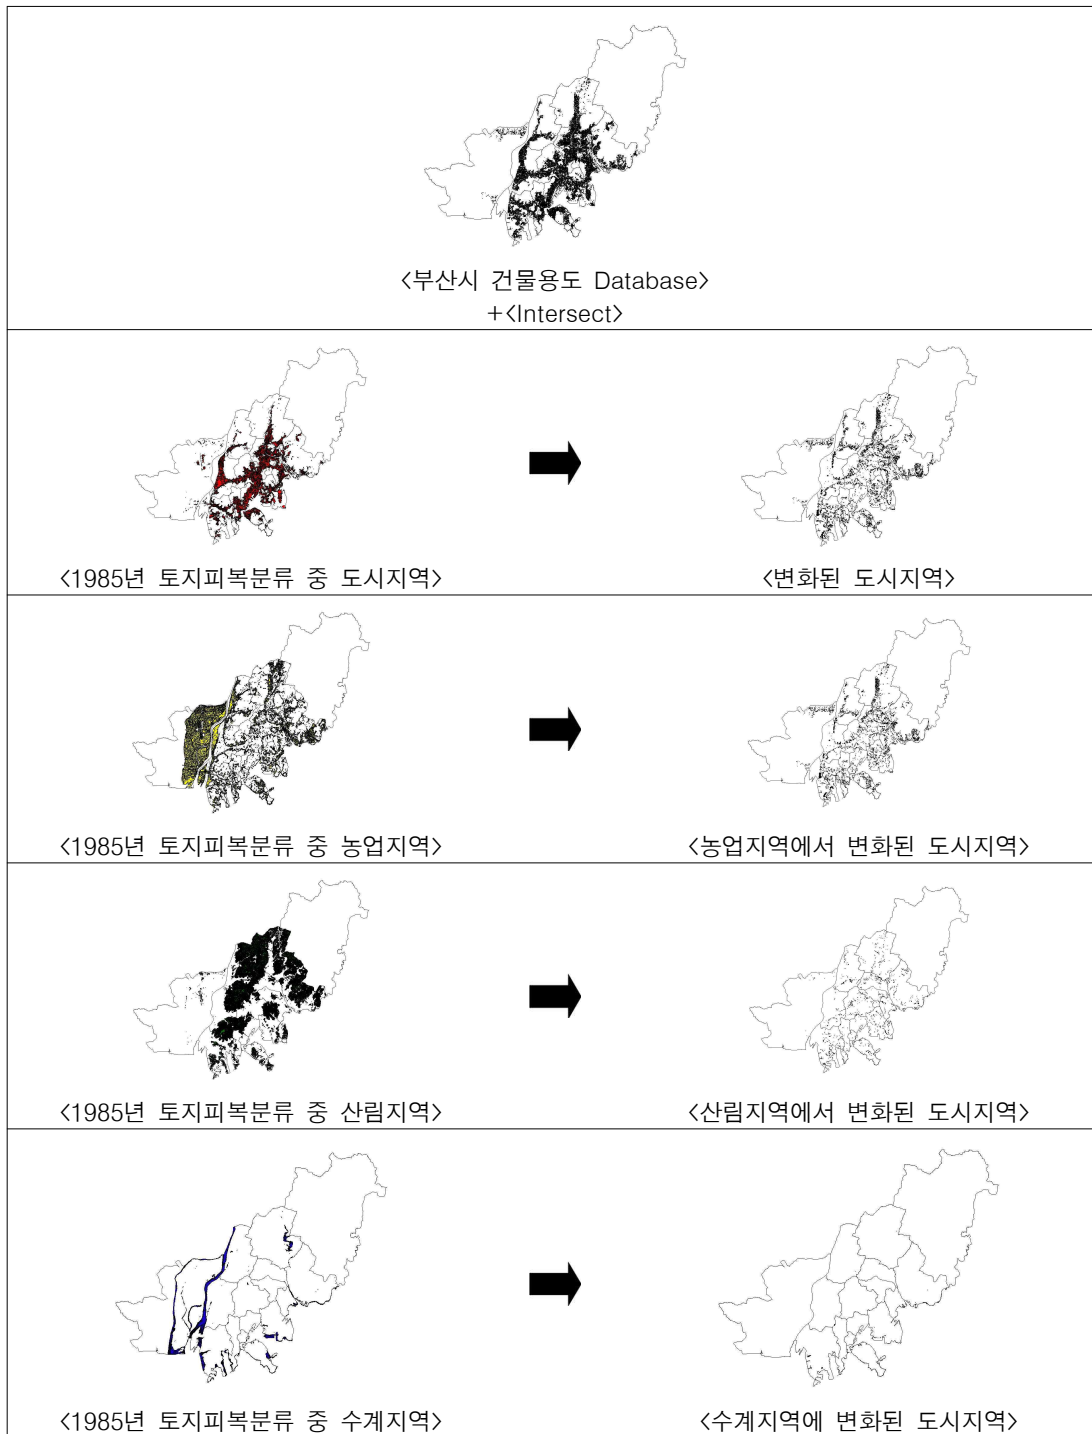 <부산시 건물용도 Database>
+<Intersect>
<1985년 토지피복분류 중 도시지역>
<변화된 도시지역>
<1985년 토지피복분류 중 농업지역>
<농업지역에서 변화된 도시지역>
<1985년 토지피복분류 중 산림지역>
<산림지역에서 변화된 도시지역>
<1985년 토지피복분류 중 수계지역>
<수계지역에 변화된 도시지역>